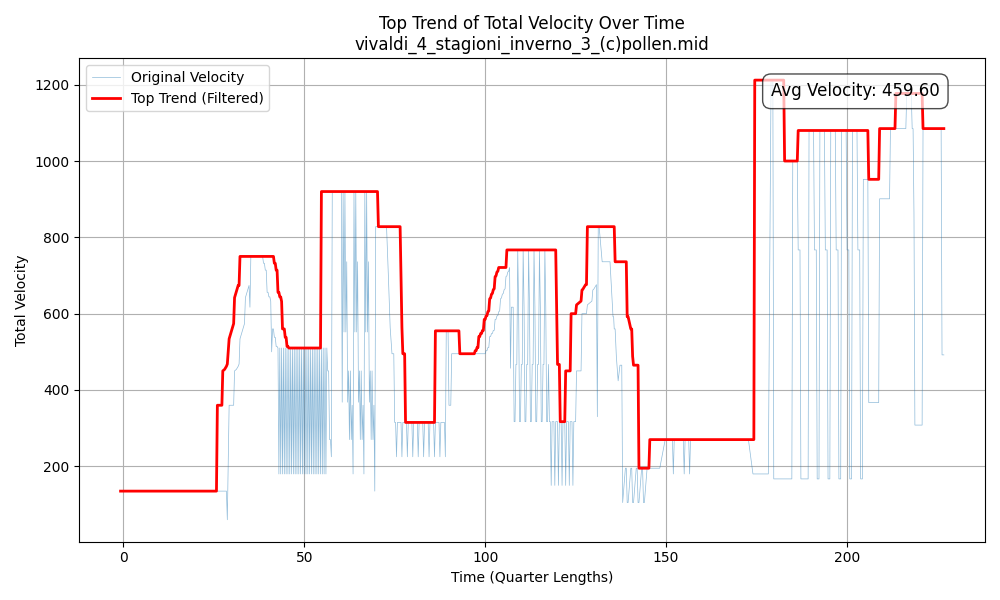 Top Trend of Total Velocity Over Time
vivaldi_4_stagioni_inverno_3_(c)pollen.mid
Original Velocity
Top Trend (Filtered)
Avg Velocity: 459.60
Total Velocity
1200
1000
800
600
400
200
0
50
100
150
200
Time (Quarter Lengths)